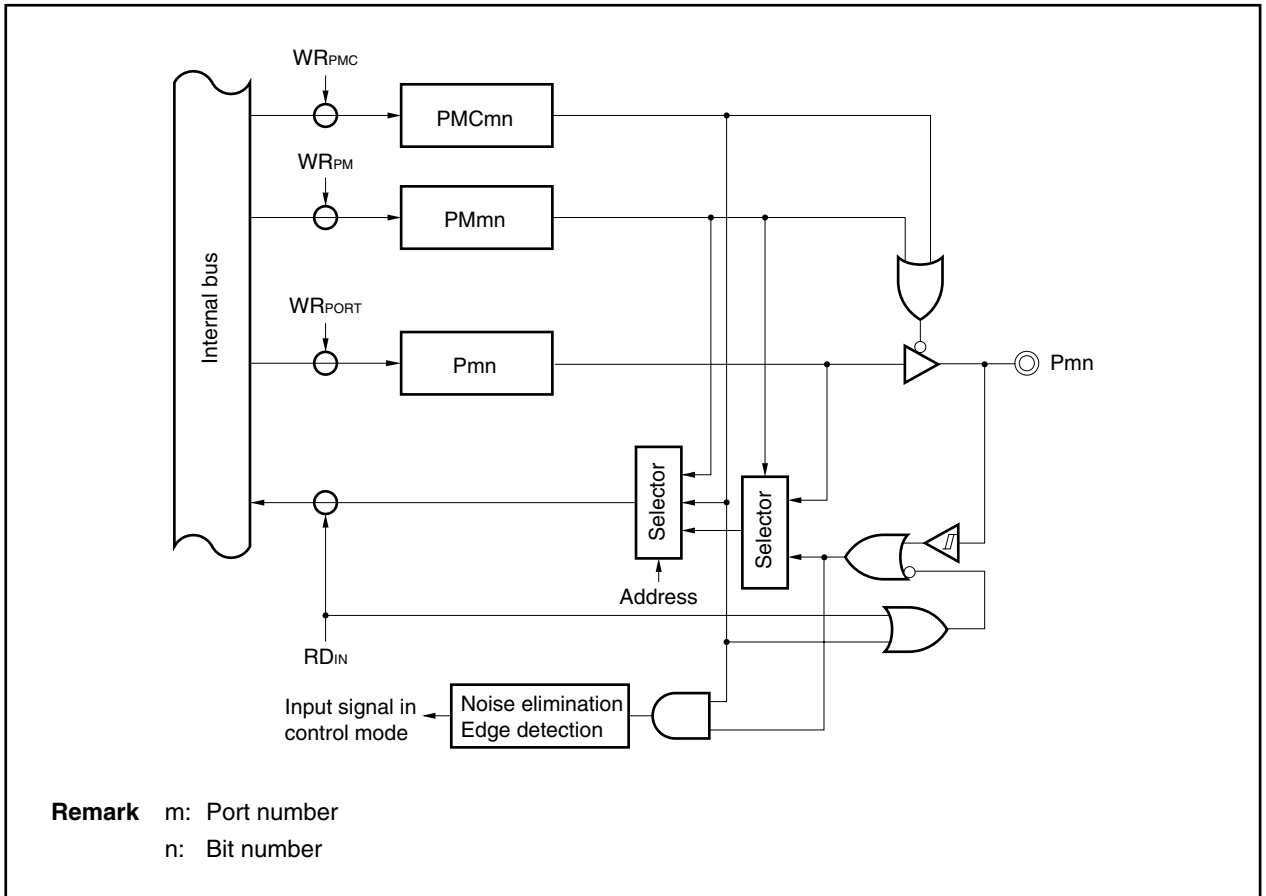 WRPMC
PMCmn
WRPM
PMmn
Internal bus
WRPORT
Pmn
Pmn
Selector
Selector
Address
RDIN
Input signal in
control mode
Noise elimination
Edge detection
Remark m: Port number
n: Bit number